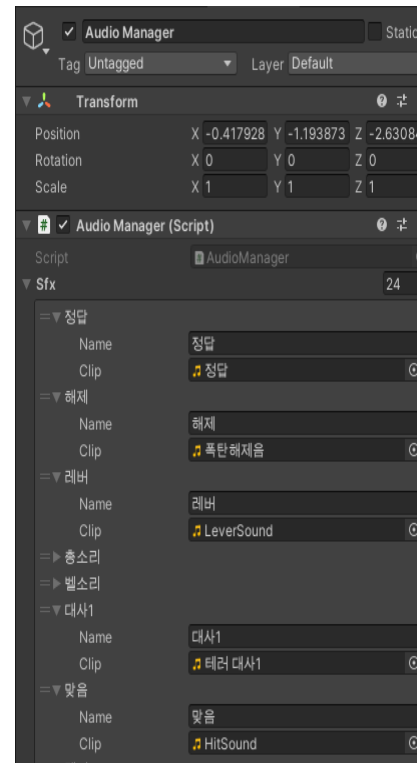 Audio Manager Static
Tag Untagged Layer Default
Transform
Position X -0.417928 Y -1.193873 Z -2.63084
Rotation X 0 Y 0 Z 0
Scale X 1 Y 1 Z 1
# Audio Manager (Script)
Script # AudioManager
Sfx 24
정답
Name 정답
Clip 정답
해제
Name 해제
Clip 폭탄해제음
레버
Name 레버
Clip LeverSound
총소리
벨소리
대사1
Name 대사1
Clip 테러 대사1
맞음
Name 맞음
Clip HitSound